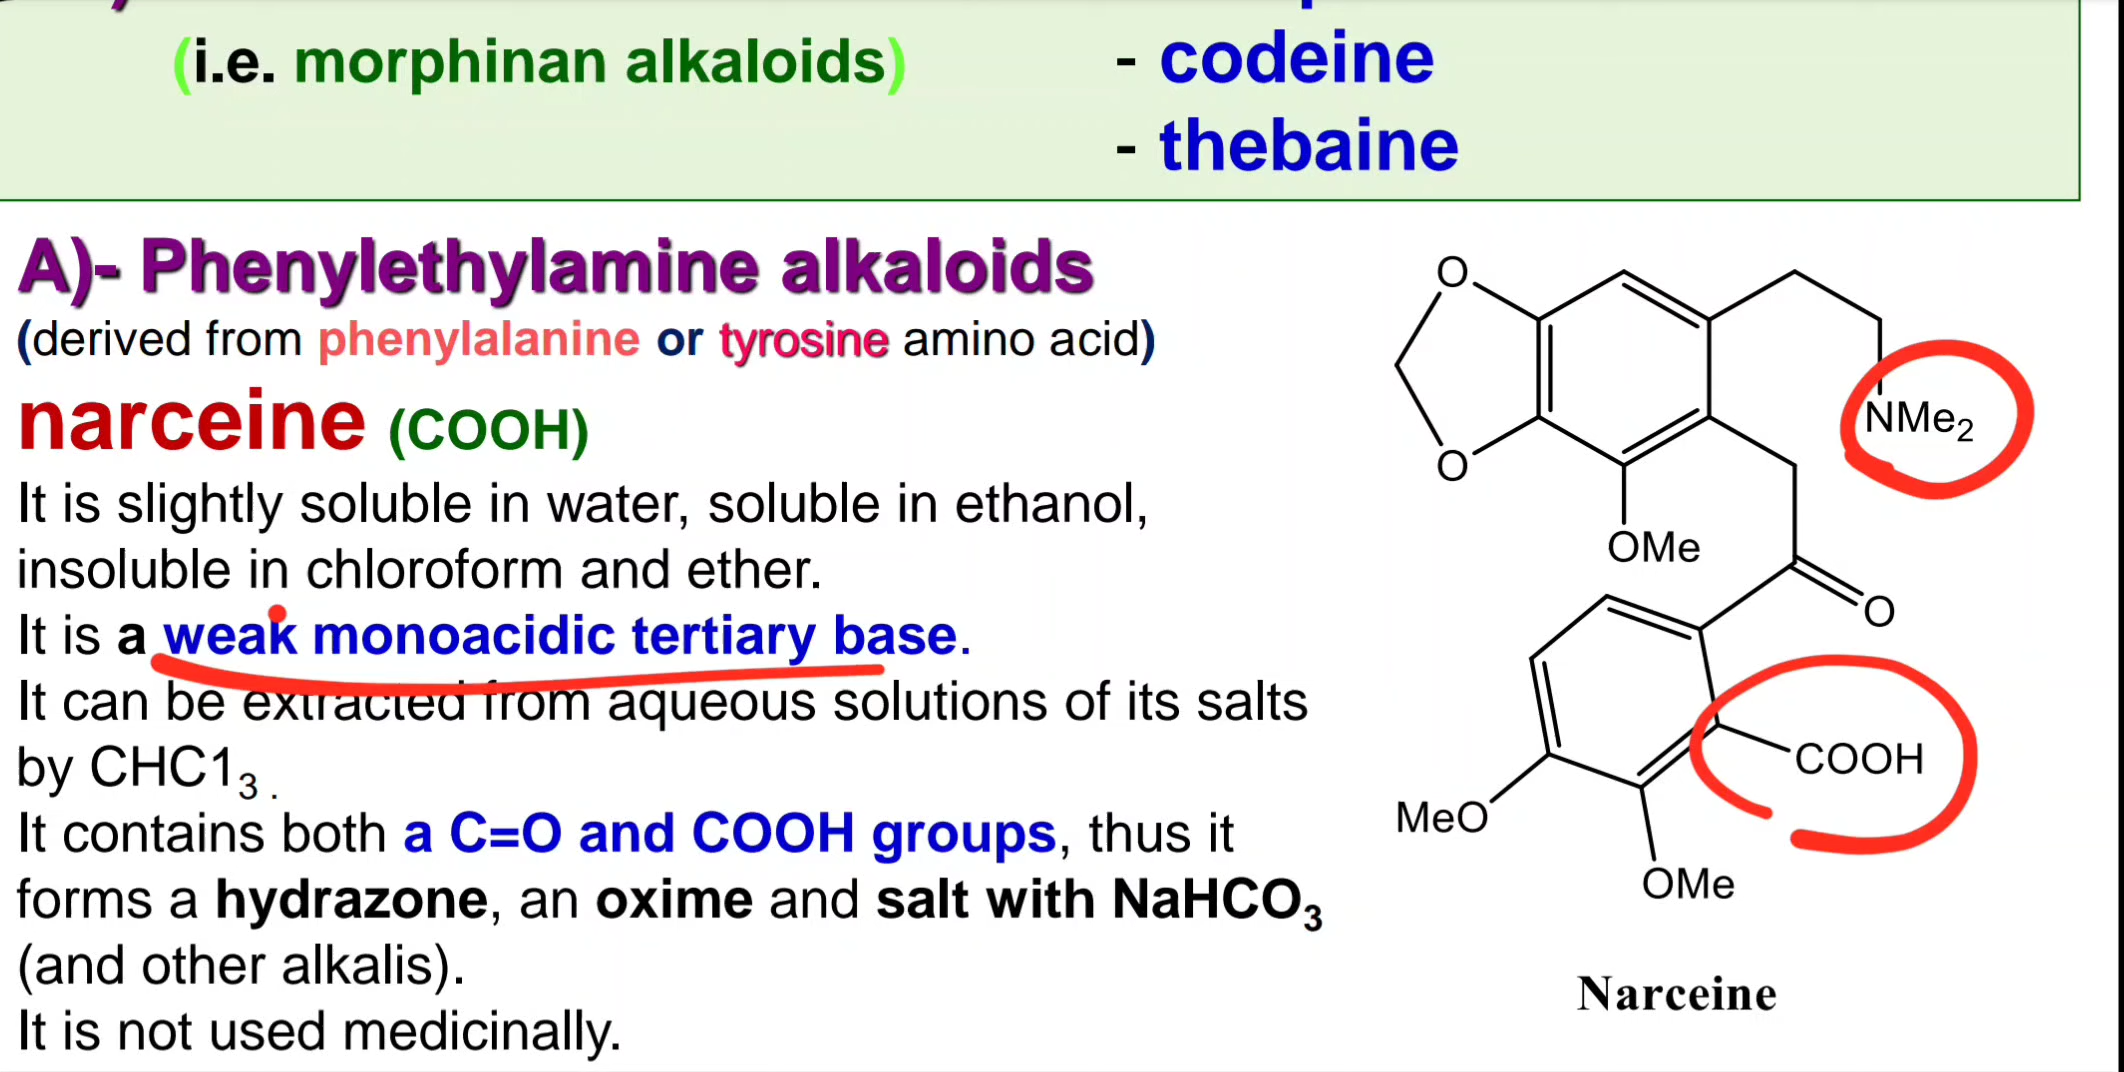 (i.e. morphinan alkaloids)
- codeine
- thebaine
A)- Phenylethylamine alkaloids
(derived from phenylalanine or tyrosine amino acid)
narceine (COOH)
It is slightly soluble in water, soluble in ethanol,
insoluble in chloroform and ether.
It is a weak monoacidic tertiary base.
It can be extracted from aqueous solutions of its salts
by CHC1₃ .
It contains both a C=O and COOH groups, thus it
forms a hydrazone, an oxime and salt with NaHCO₃
(and other alkalis).
It is not used medicinally.
O
O
NMe₂
OMe
O
COOH
MeO
OMe
Narceine